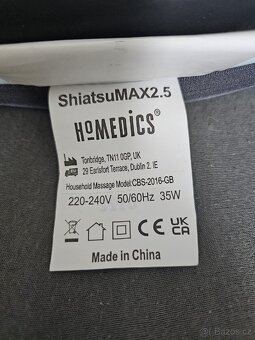 ShiatsuMAX2.5
HoMEDICS®
Tonbridge, TN11 0GP, UK
29 Earlsfort Terrace, Dublin 2, IE
Household Massage Model:CBS-2016-GB
220-240V 50/60Hz 35W
CE UK CA
Made in China